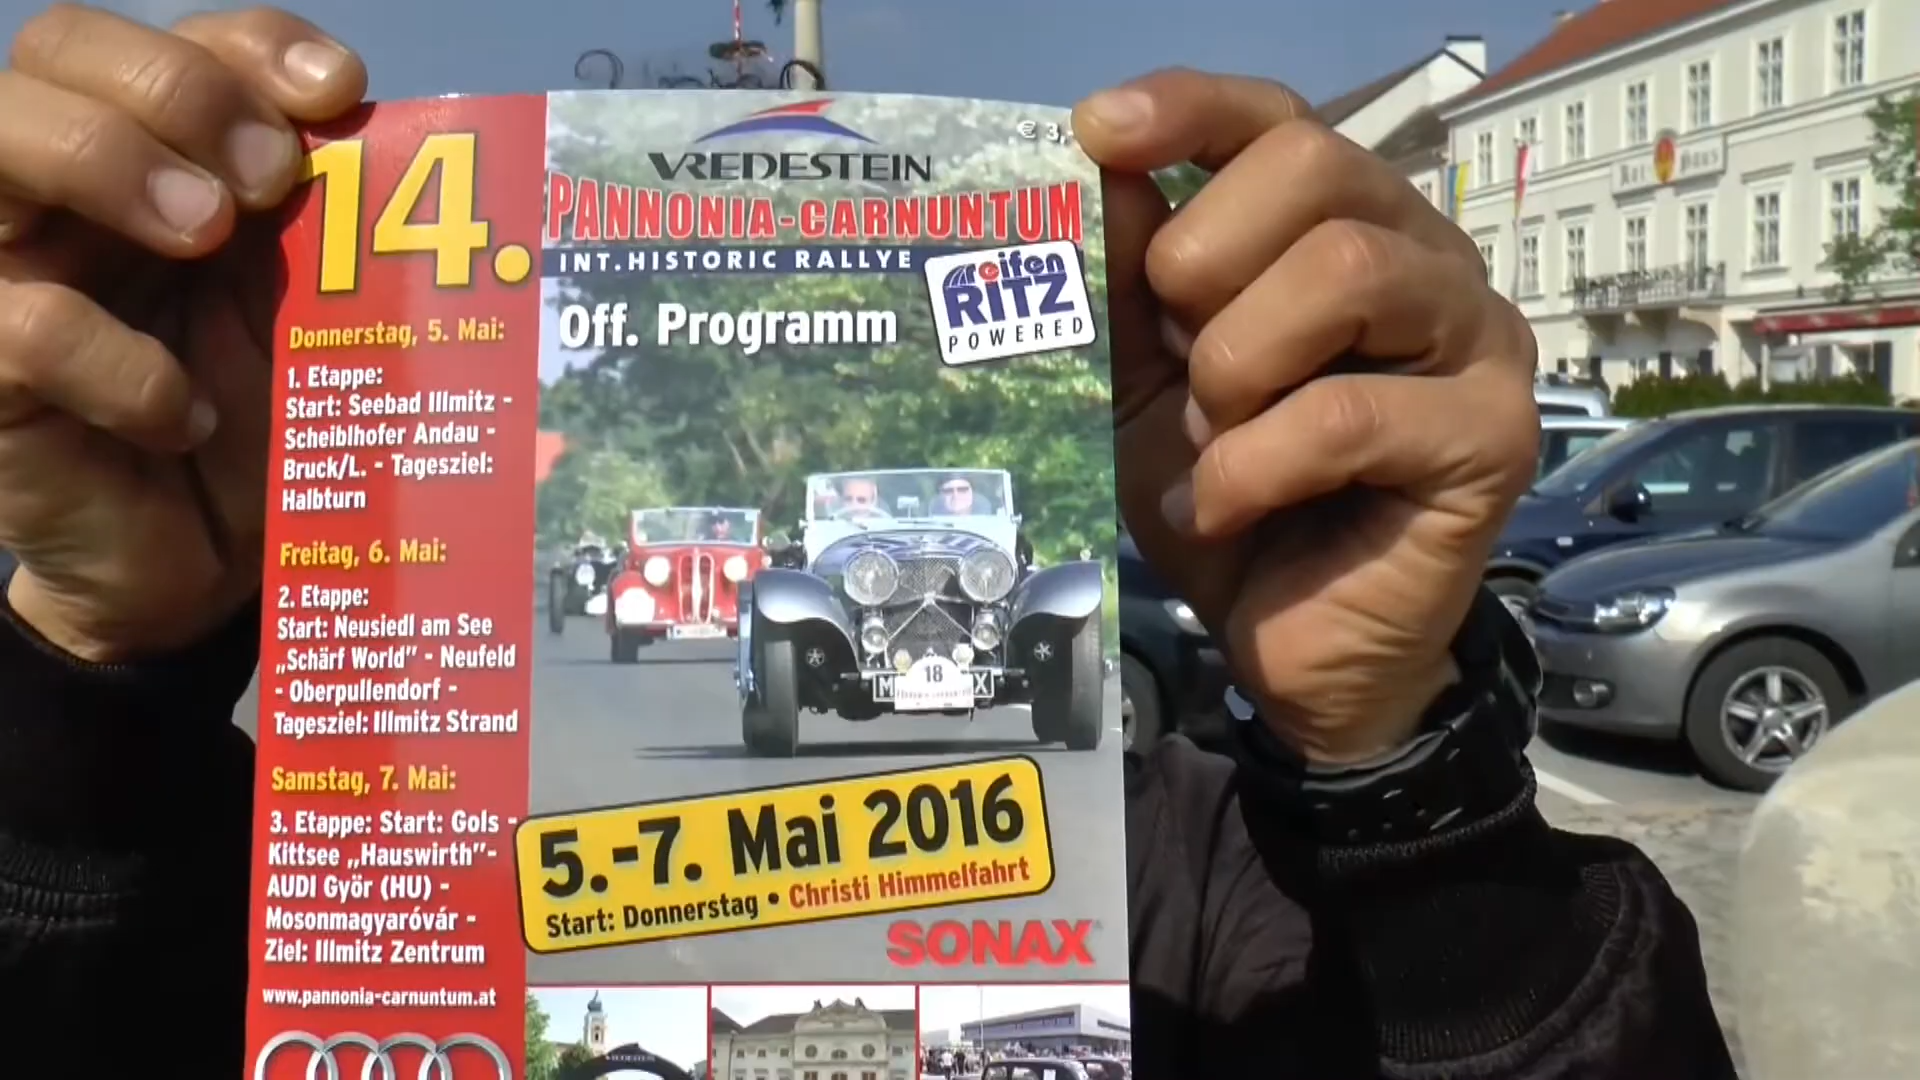 14.
Donnerstag, 5. Mai:
1. Etappe:
Start: Seebad Illmitz -
Scheiblhofer Andau -
Bruck/L. - Tagesziel:
Halbturn
Freitag, 6. Mai:
2. Etappe:
Start: Neusiedl am See
„Schärf World” - Neufeld
- Oberpullendorf -
Tagesziel: Illmitz Strand
Samstag, 7. Mai:
3. Etappe: Start: Gols -
Kittsee „Hauswirth”-
AUDI Györ (HU) -
Mosonmagyaróvár -
Ziel: Illmitz Zentrum
www.pannonia-carnuntum.at
€ 3,-
VREDESTEIN
PANNONIA-CARNUNTUM
INT.HISTORIC RALLYE
reifen
RITZ
POWERED
Off. Programm
18
5.-7. Mai 2016
Start: Donnerstag • Christi Himmelfahrt
SONAX
VREDESTEIN
Rat Haus